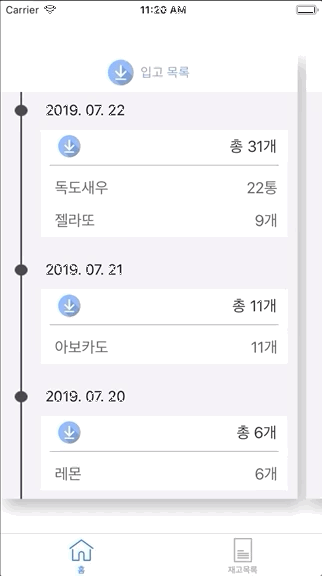 Carrier 11:20 AM
입고 목록
2019. 07. 22
총 31개
독도새우 22통
젤라또 9개
2019. 07. 21
총 11개
아보카도 11개
2019. 07. 20
총 6개
레몬 6개
홈 재고목록